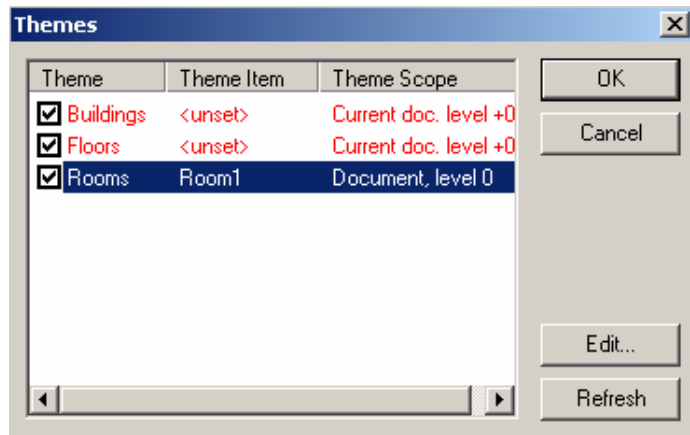 Themes
Theme Theme Item Theme Scope
Buildings <unset> Current doc. level +0
Floors <unset> Current doc. level +0
Rooms Room1 Document, level 0
OK
Cancel
Edit...
Refresh